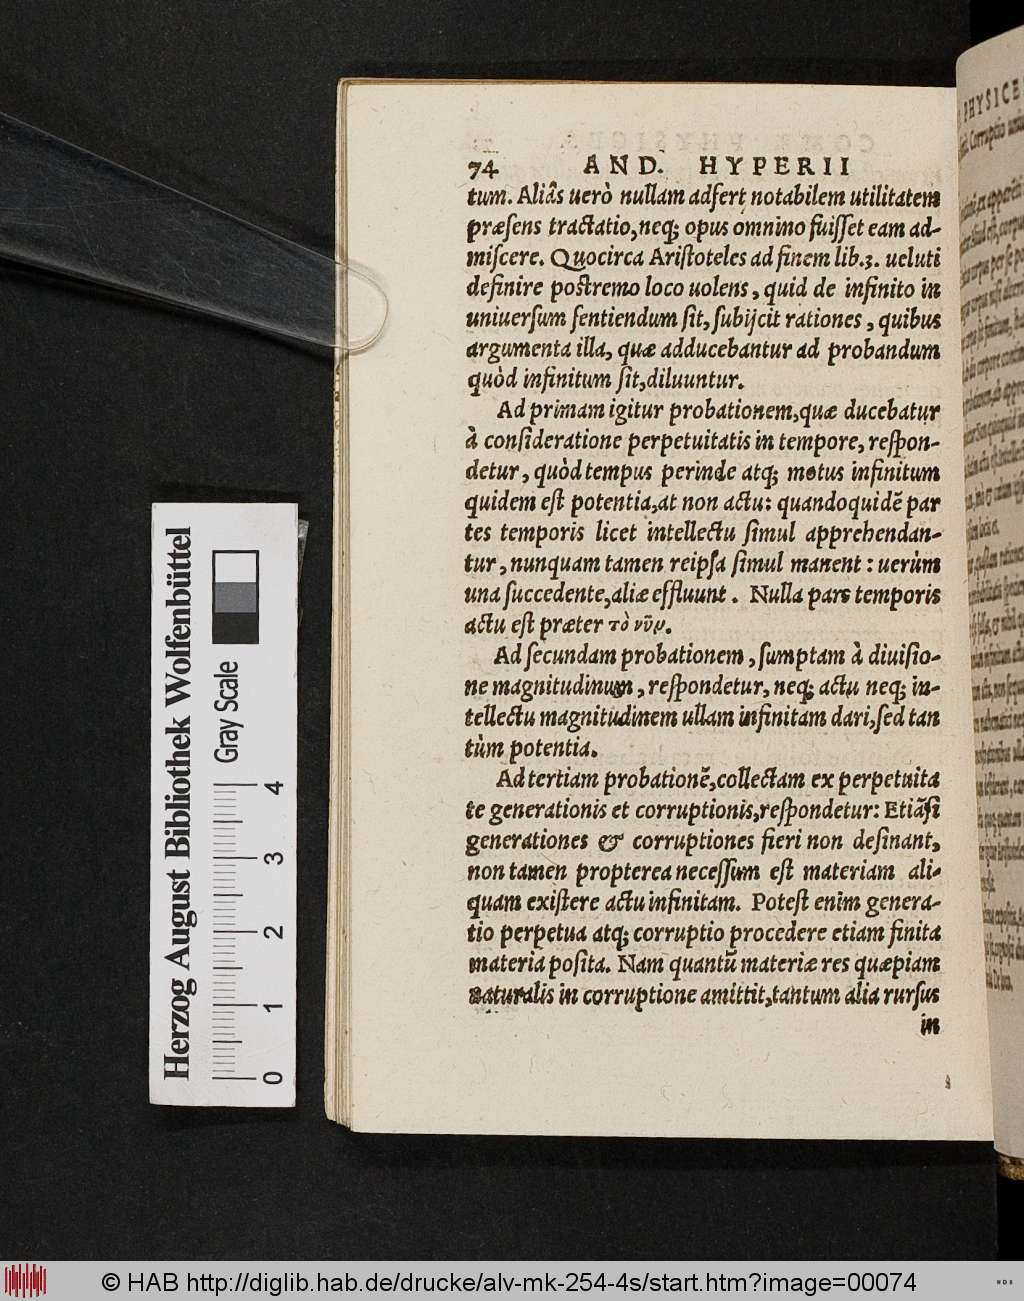 74 AND. HYPERII
tum. Aliâs uerò nullam adfert notabilem utilitatem
præsens tractatio, neq; opus omnino fuisset eam ad-
miscere. Quocirca Aristoteles ad finem lib.3. ueluti
definire postremo loco uolens, quid de infinito in
uniuersum sentiendum sit, subijcit rationes, quibus
argumenta illa, quæ adducebantur ad probandum
quòd infinitum sit, diluuntur.
Ad primam igitur probationem, quæ ducebatur
à consideratione perpetuitatis in tempore, respon-
detur, quòd tempus perinde atq; motus infinitum
quidem est potentia, at non actu: quandoquidẽ par
tes temporis licet intellectu simul apprehendan-
tur, nunquam tamen reipsa simul manent: uerùm
una succedente, aliæ effluunt. Nulla pars temporis
actu est præter τὸ νῦν.
Ad secundam probationem, sumptam à diuisio-
ne magnitudinum, respondetur, neq; actu neq; in-
tellectu magnitudinem ullam infinitam dari, sed tan
tùm potentia.
Ad tertiam probationẽ, collectam ex perpetuita
te generationis et corruptionis, respondetur: Etiãsi
generationes & corruptiones fieri non desinant,
non tamen propterea necessum est materiam ali-
quam existere actu infinitam. Potest enim genera-
tio perpetua atq; corruptio procedere etiam finita
materia posita. Nam quantũ materiæ res quæpiam
naturalis in corruptione amittit, tantum alia rursus
in
PHYSICE
Corruptio
Herzog August Bibliothek Wolfenbüttel
Gray Scale
0 1 2 3 4
© HAB http://diglib.hab.de/drucke/alv-mk-254-4s/start.htm?image=00074